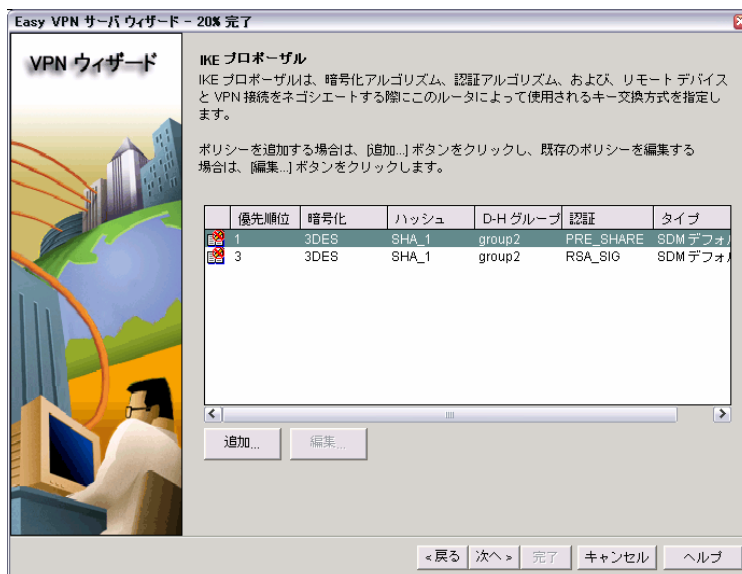 Easy VPN サーバ ウィザード - 20% 完了
VPN ウィザード
IKE プロポーザル
IKE プロポーザルは、暗号化アルゴリズム、認証アルゴリズム、および、リモート デバイス
と VPN 接続をネゴシエートする際にこのルータによって使用されるキー交換方式を指定し
ます。
ポリシーを追加する場合は、[追加...] ボタンをクリックし、既存のポリシーを編集する
場合は、[編集...] ボタンをクリックします。
優先順位 暗号化 ハッシュ D-H グループ 認証 タイプ
1 3DES SHA_1 group2 PRE_SHARE SDM デフォ
3 3DES SHA_1 group2 RSA_SIG SDM デフォ
追加... 編集...
«戻る 次へ» 完了 キャンセル ヘルプ